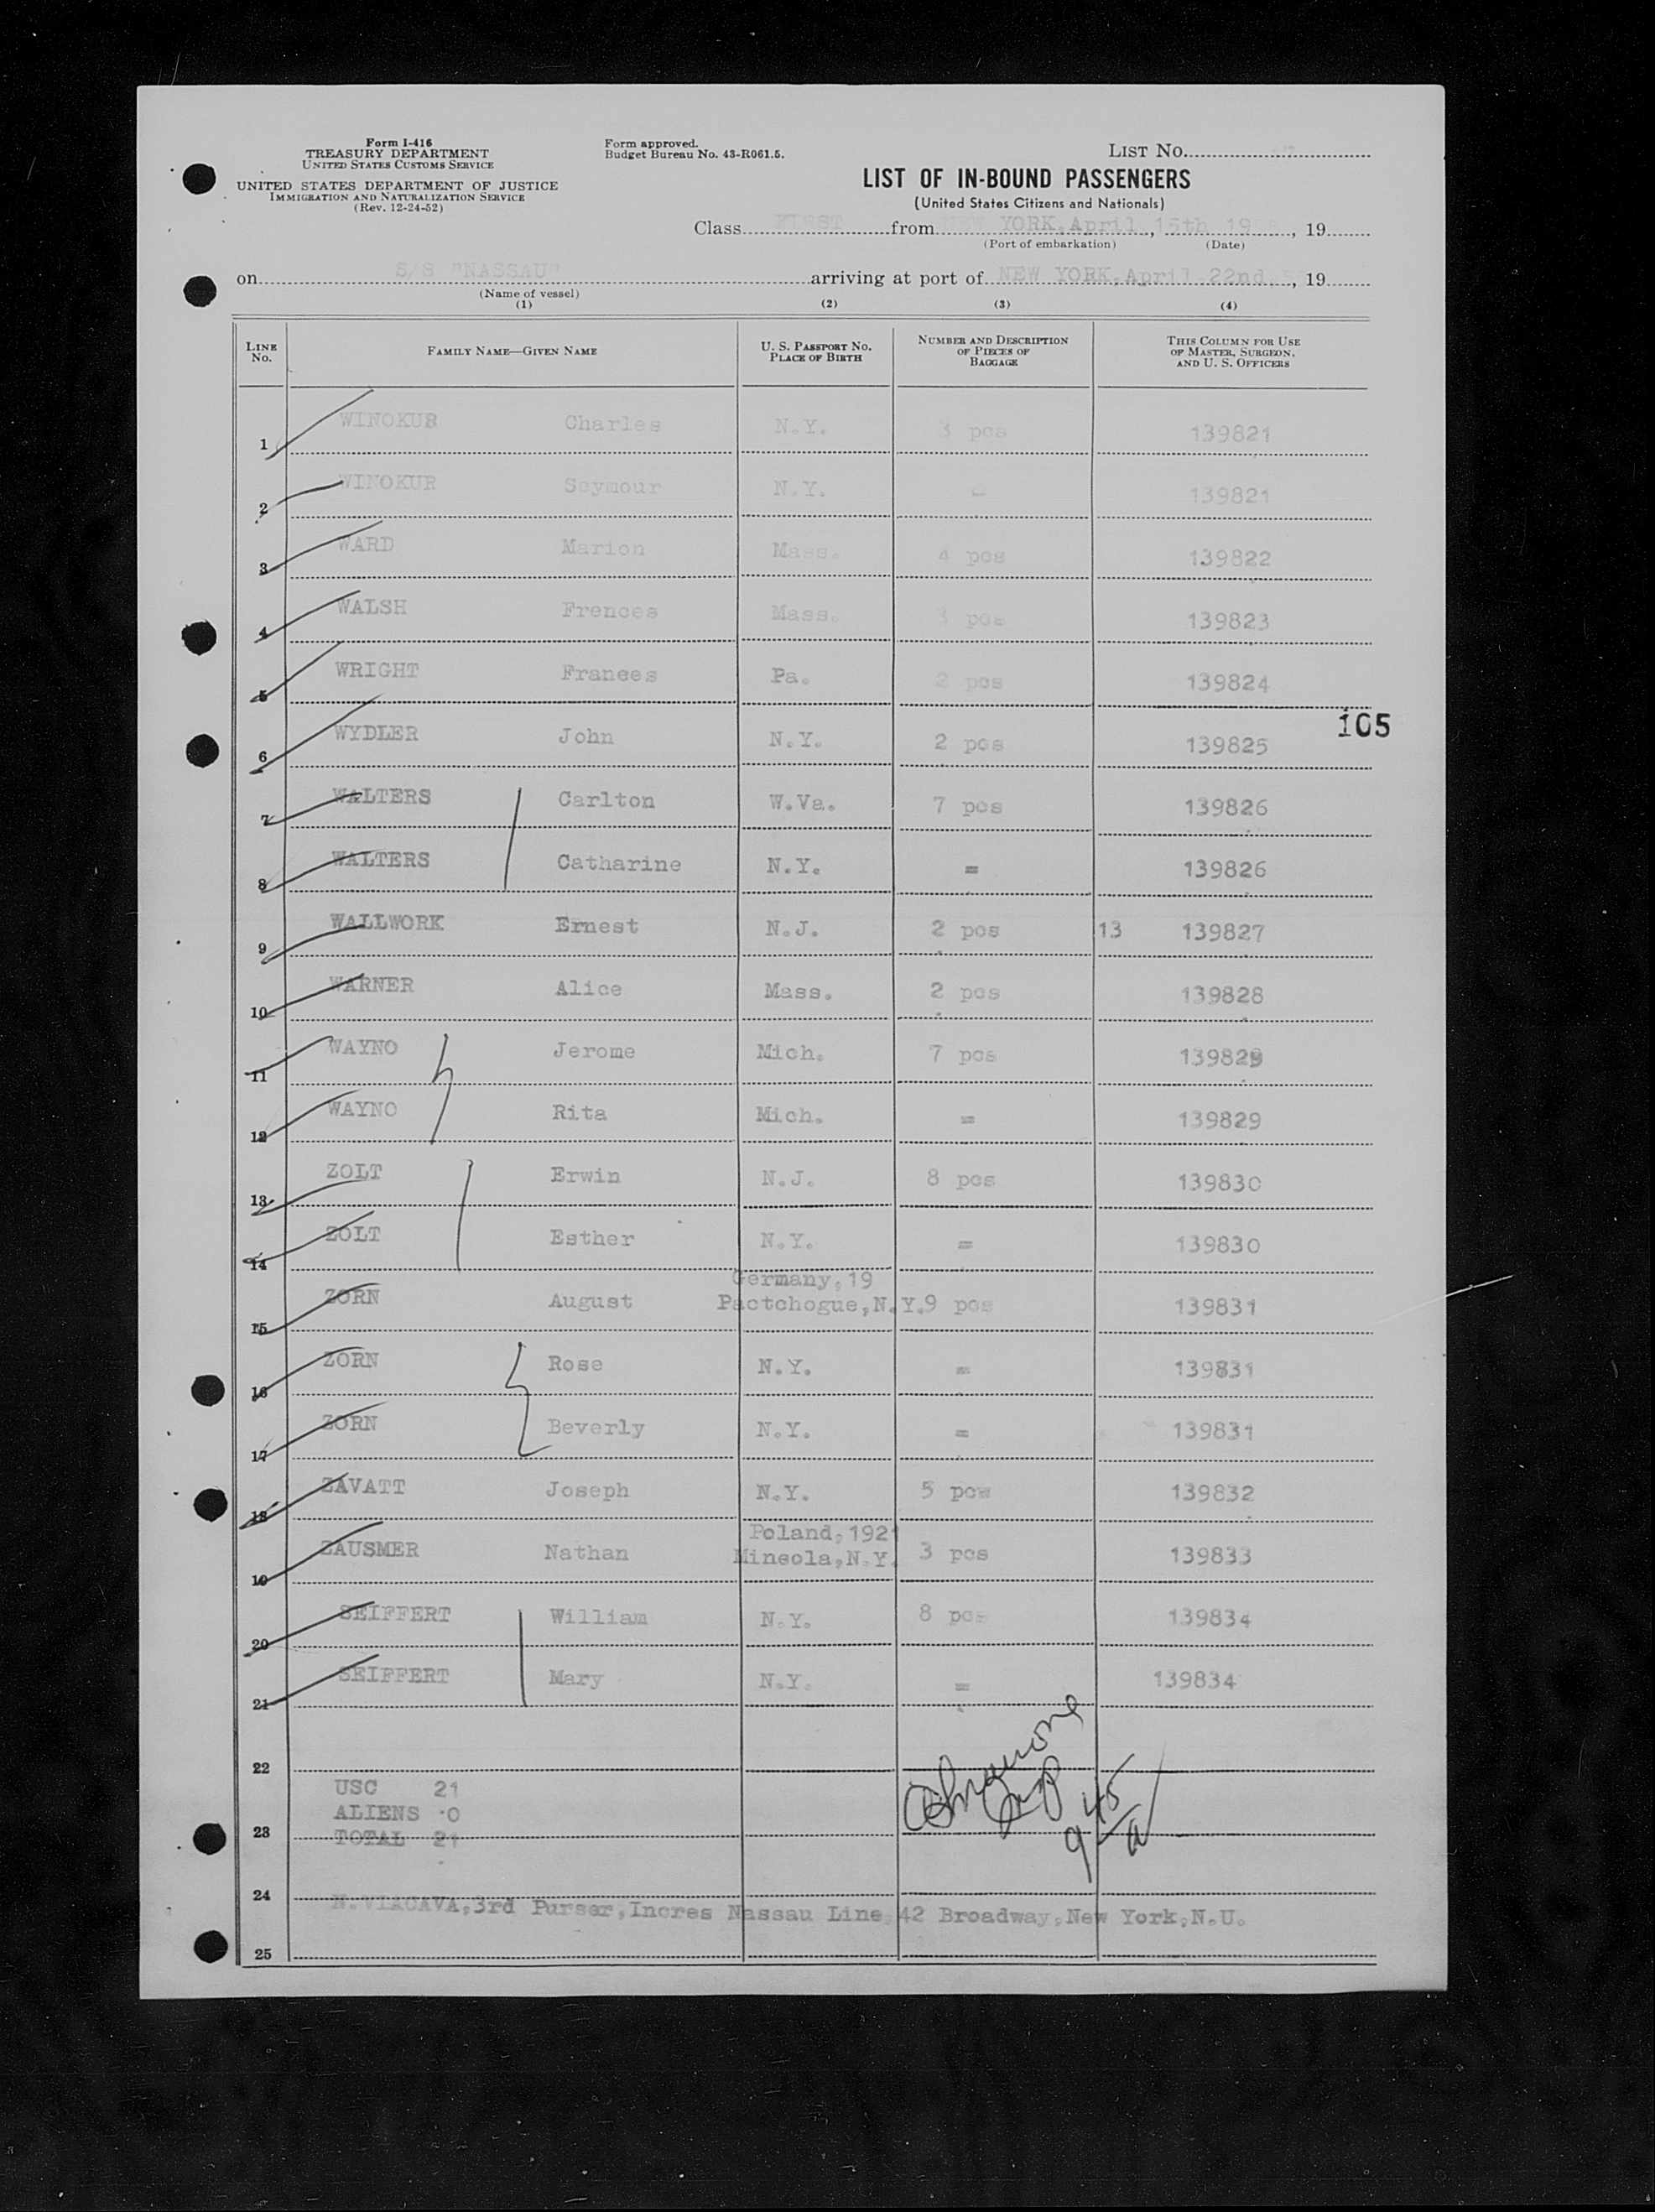 Form I-416
TREASURY DEPARTMENT
UNITED STATES CUSTOMS SERVICE
UNITED STATES DEPARTMENT OF JUSTICE
IMMIGRATION AND NATURALIZATION SERVICE
(Rev. 12-24-52)
Form approved.
Budget Bureau No. 43-R061.5.
LIST NO.
LIST OF IN-BOUND PASSENGERS
(United States Citizens and Nationals)
Class FIRST from NEW YORK, April 15th 19, 19
(Port of embarkation) (Date)
on S/S "NASSAU" arriving at port of NEW YORK, April 22nd, 19
(Name of vessel)
(1) (2) (3) (4)
LINE No. FAMILY NAME—GIVEN NAME U. S. PASSPORT NO. PLACE OF BIRTH NUMBER AND DESCRIPTION OF PIECES OF BAGGAGE THIS COLUMN FOR USE OF MASTER, SURGEON, AND U. S. OFFICERS
1 WINOKUR Charles N.Y. 3 pcs 139821
2 WINOKUR Seymour N.Y. = 139821
3 WARD Marion Mass. 4 pcs 139822
4 WALSH Frences Mass. 3 pcs 139823
5 WRIGHT Frances Pa. 2 pcs 139824
105
6 WYDLER John N.Y. 2 pcs 139825
7 WALTERS Carlton W.Va. 7 pcs 139826
8 WALTERS Catharine N.Y. = 139826
9 WALLWORK Ernest N.J. 2 pcs 13 139827
10 WARNER Alice Mass. 2 pcs 139828
11 WAYNO Jerome Mich. 7 pcs 139829
12 WAYNO Rita Mich. = 139829
13 ZOLT Erwin N.J. 8 pcs 139830
14 ZOLT Esther N.Y. = 139830
Germany, 19
15 ZORN August Pactchogue, N.Y. 9 pcs 139831
16 ZORN Rose N.Y. = 139831
17 ZORN Beverly N.Y. = 139831
18 ZAVATT Joseph N.Y. 5 pcw 139832
Poland, 1921
19 ZAUSMER Nathan Mineola, N.Y. 3 pcs 139833
20 SEIFFERT William N.Y. 8 pcs 139834
21 SEIFFERT Mary N.Y. = 139834
22
USC 21
ALIENS 0
23 TOTAL 21
945
a
24
N. VIACAVA, 3rd Purser, Incres Nassau Line, 42 Broadway, New York, N.U.
25